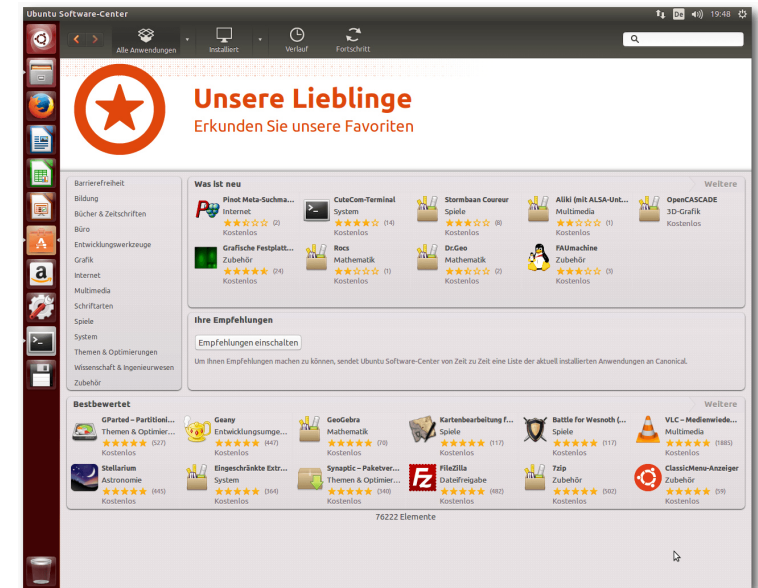 Ubuntu Software-Center
De
19:48
Alle Anwendungen
Installiert
Verlauf
Fortschritt
Unsere Lieblinge
Erkunden Sie unsere Favoriten
Barrierefreiheit
Bildung
Bücher & Zeitschriften
Büro
Entwicklungswerkzeuge
Grafik
Internet
Multimedia
Schriftarten
Spiele
System
Themen & Optimierungen
Wissenschaft & Ingenieurwesen
Zubehör
Was ist neu
Weitere
Pinot Meta-Suchma...
Internet
(2)
Kostenlos
CuteCom-Terminal
System
(14)
Kostenlos
Stormbaan Coureur
Spiele
(8)
Kostenlos
Aliki (mit ALSA-Unt...
Multimedia
(1)
Kostenlos
OpenCASCADE
3D-Grafik
Kostenlos
Grafische Festplatt...
Zubehör
(24)
Kostenlos
Rocs
Mathematik
(1)
Kostenlos
Dr.Geo
Mathematik
(2)
Kostenlos
FAUmachine
Zubehör
(3)
Kostenlos
Ihre Empfehlungen
Empfehlungen einschalten
Um Ihnen Empfehlungen machen zu können, sendet Ubuntu Software-Center von Zeit zu Zeit eine Liste der aktuell installierten Anwendungen an Canonical.
Bestbewertet
Weitere
GParted – Partitioni...
Themen & Optimier...
(527)
Kostenlos
Geany
Entwicklungsumge...
(447)
Kostenlos
GeoGebra
Mathematik
(70)
Kostenlos
Kartenbearbeitung f...
Spiele
(117)
Kostenlos
Battle for Wesnoth (...
Spiele
(117)
Kostenlos
VLC – Medienwiede...
Multimedia
(1885)
Kostenlos
Stellarium
Astronomie
(445)
Kostenlos
Eingeschränkte Extr...
System
(364)
Kostenlos
Synaptic – Paketver...
Themen & Optimier...
(540)
Kostenlos
FileZilla
Dateifreigabe
(482)
Kostenlos
7zip
Zubehör
(502)
Kostenlos
ClassicMenu-Anzeiger
Zubehör
(59)
Kostenlos
76222 Elemente